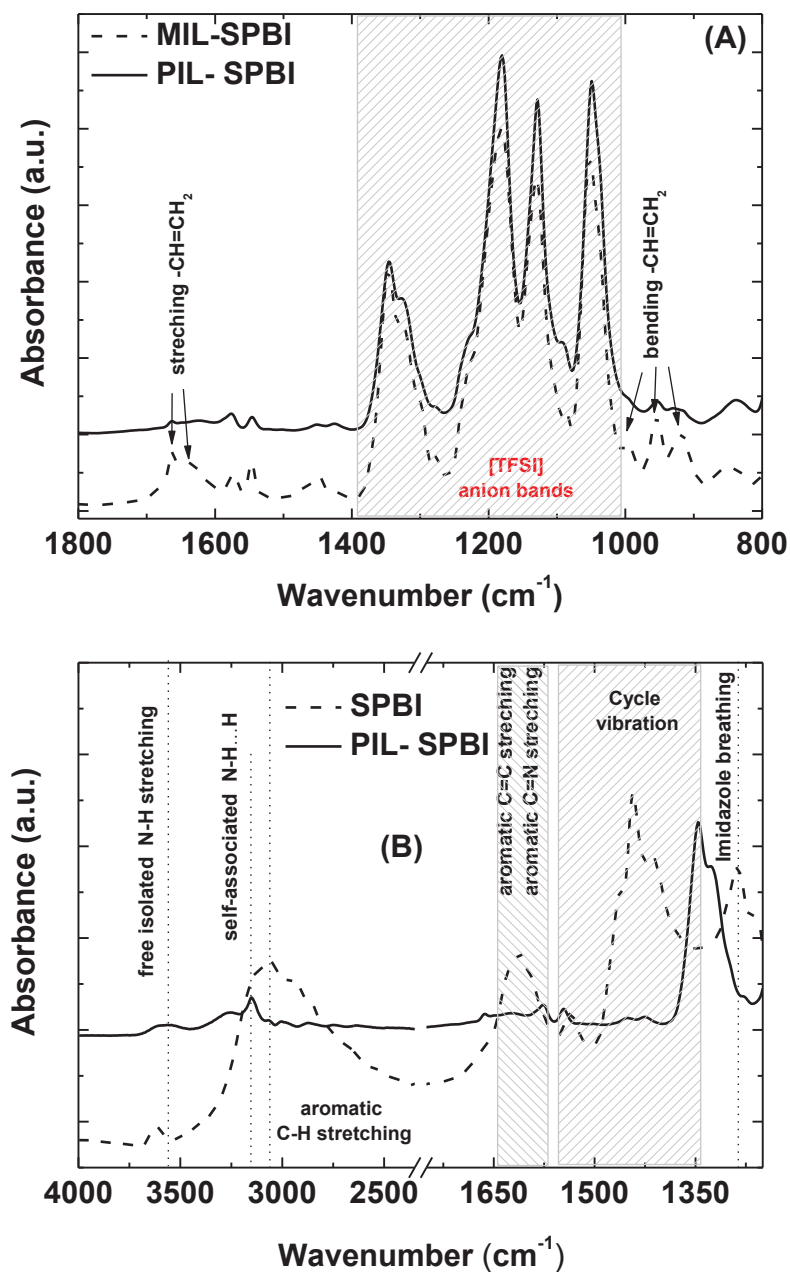 MIL-SPBI
PIL- SPBI
(A)
Absorbance (a.u.)
streching -CH=CH2
bending -CH=CH2
[TFSI]
anion bands
1800 1600 1400 1200 1000 800
Wavenumber (cm-1)
SPBI
PIL- SPBI
(B)
Absorbance (a.u.)
free isolated N-H stretching
self-associated N-H...H
aromatic
C-H stretching
aromatic C=C streching
aromatic C=N streching
Cycle
vibration
Imidazole breathing
4000 3500 3000 2500 1650 1500 1350
Wavenumber (cm-1)